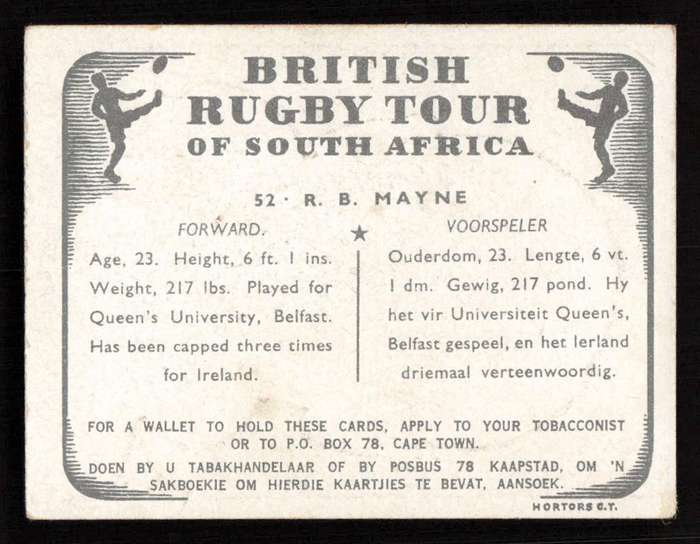 BRITISH
RUGBY TOUR
OF SOUTH AFRICA
52 · R. B. MAYNE
FORWARD.
Age, 23. Height, 6 ft. 1 ins.
Weight, 217 lbs. Played for
Queen's University, Belfast.
Has been capped three times
for Ireland.
VOORSPELER
Ouderdom, 23. Lengte, 6 vt.
1 dm. Gewig, 217 pond. Hy
het vir Universiteit Queen's,
Belfast gespeel, en het Ierland
driemaal verteenwoordig.
FOR A WALLET TO HOLD THESE CARDS, APPLY TO YOUR TOBACCONIST
OR TO P.O. BOX 78, CAPE TOWN.
DOEN BY U TABAKHANDELAAR OF BY POSBUS 78 KAAPSTAD, OM 'N
SAKBOEKIE OM HIERDIE KAARTJIES TE BEVAT, AANSOEK.
HORTORS C.T.